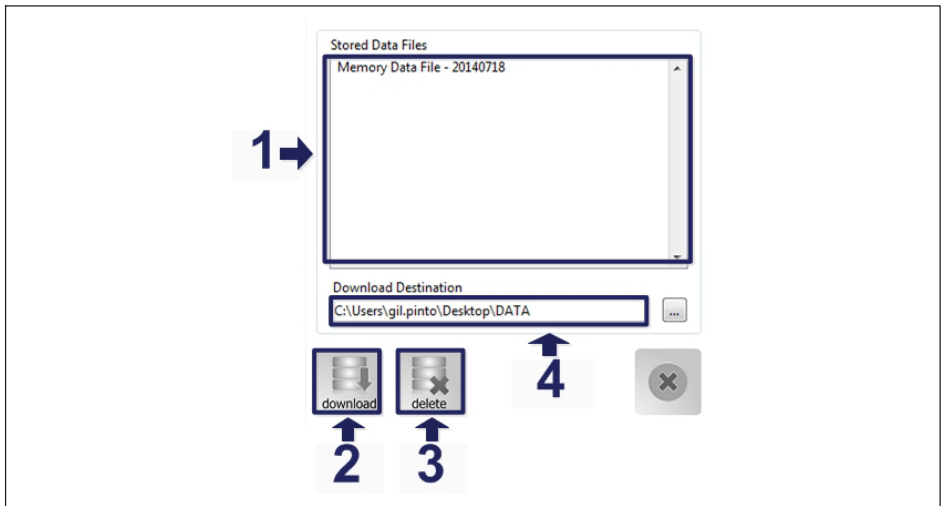 Stored Data Files
Memory Data File - 20140718
1
Download Destination
C:\Users\gil.pinto\Desktop\DATA
...
4
download
delete
2
3